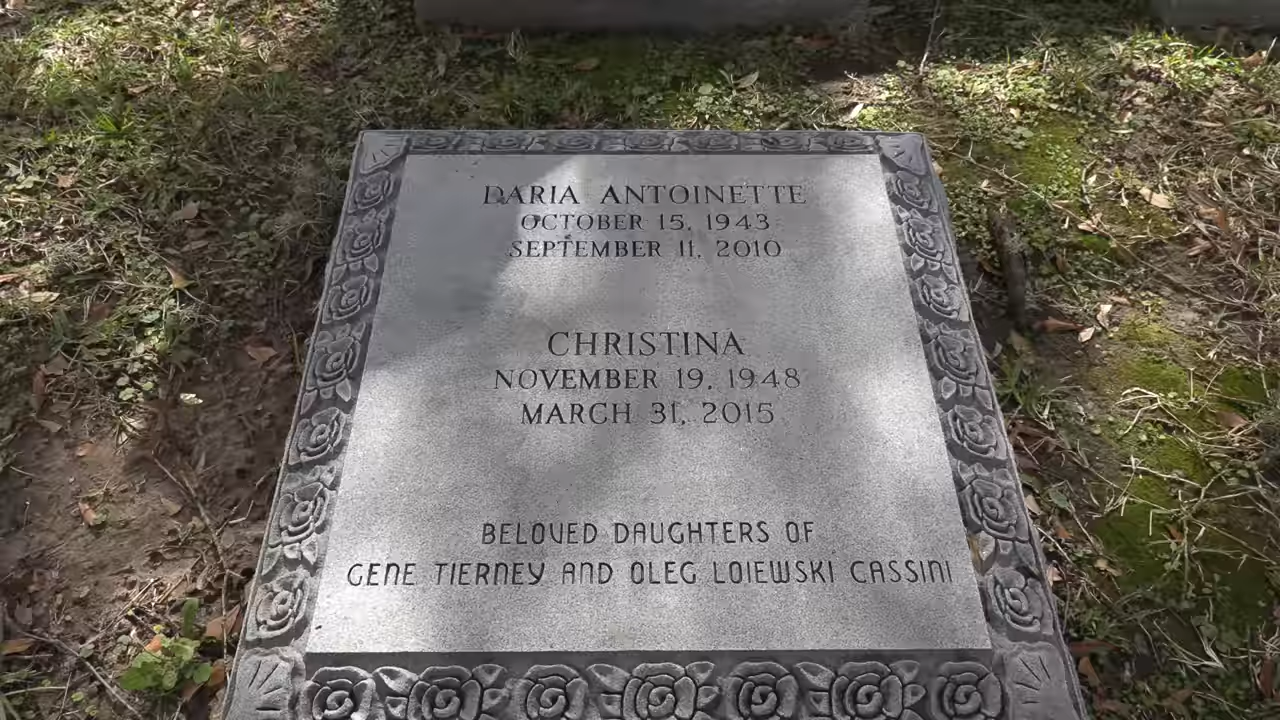 DARIA ANTOINETTE
OCTOBER 15, 1943
SEPTEMBER 11, 2010
CHRISTINA
NOVEMBER 19, 1948
MARCH 31, 2015
BELOVED DAUGHTERS OF
GENE TIERNEY AND OLEG LOIEWSKI CASSINI